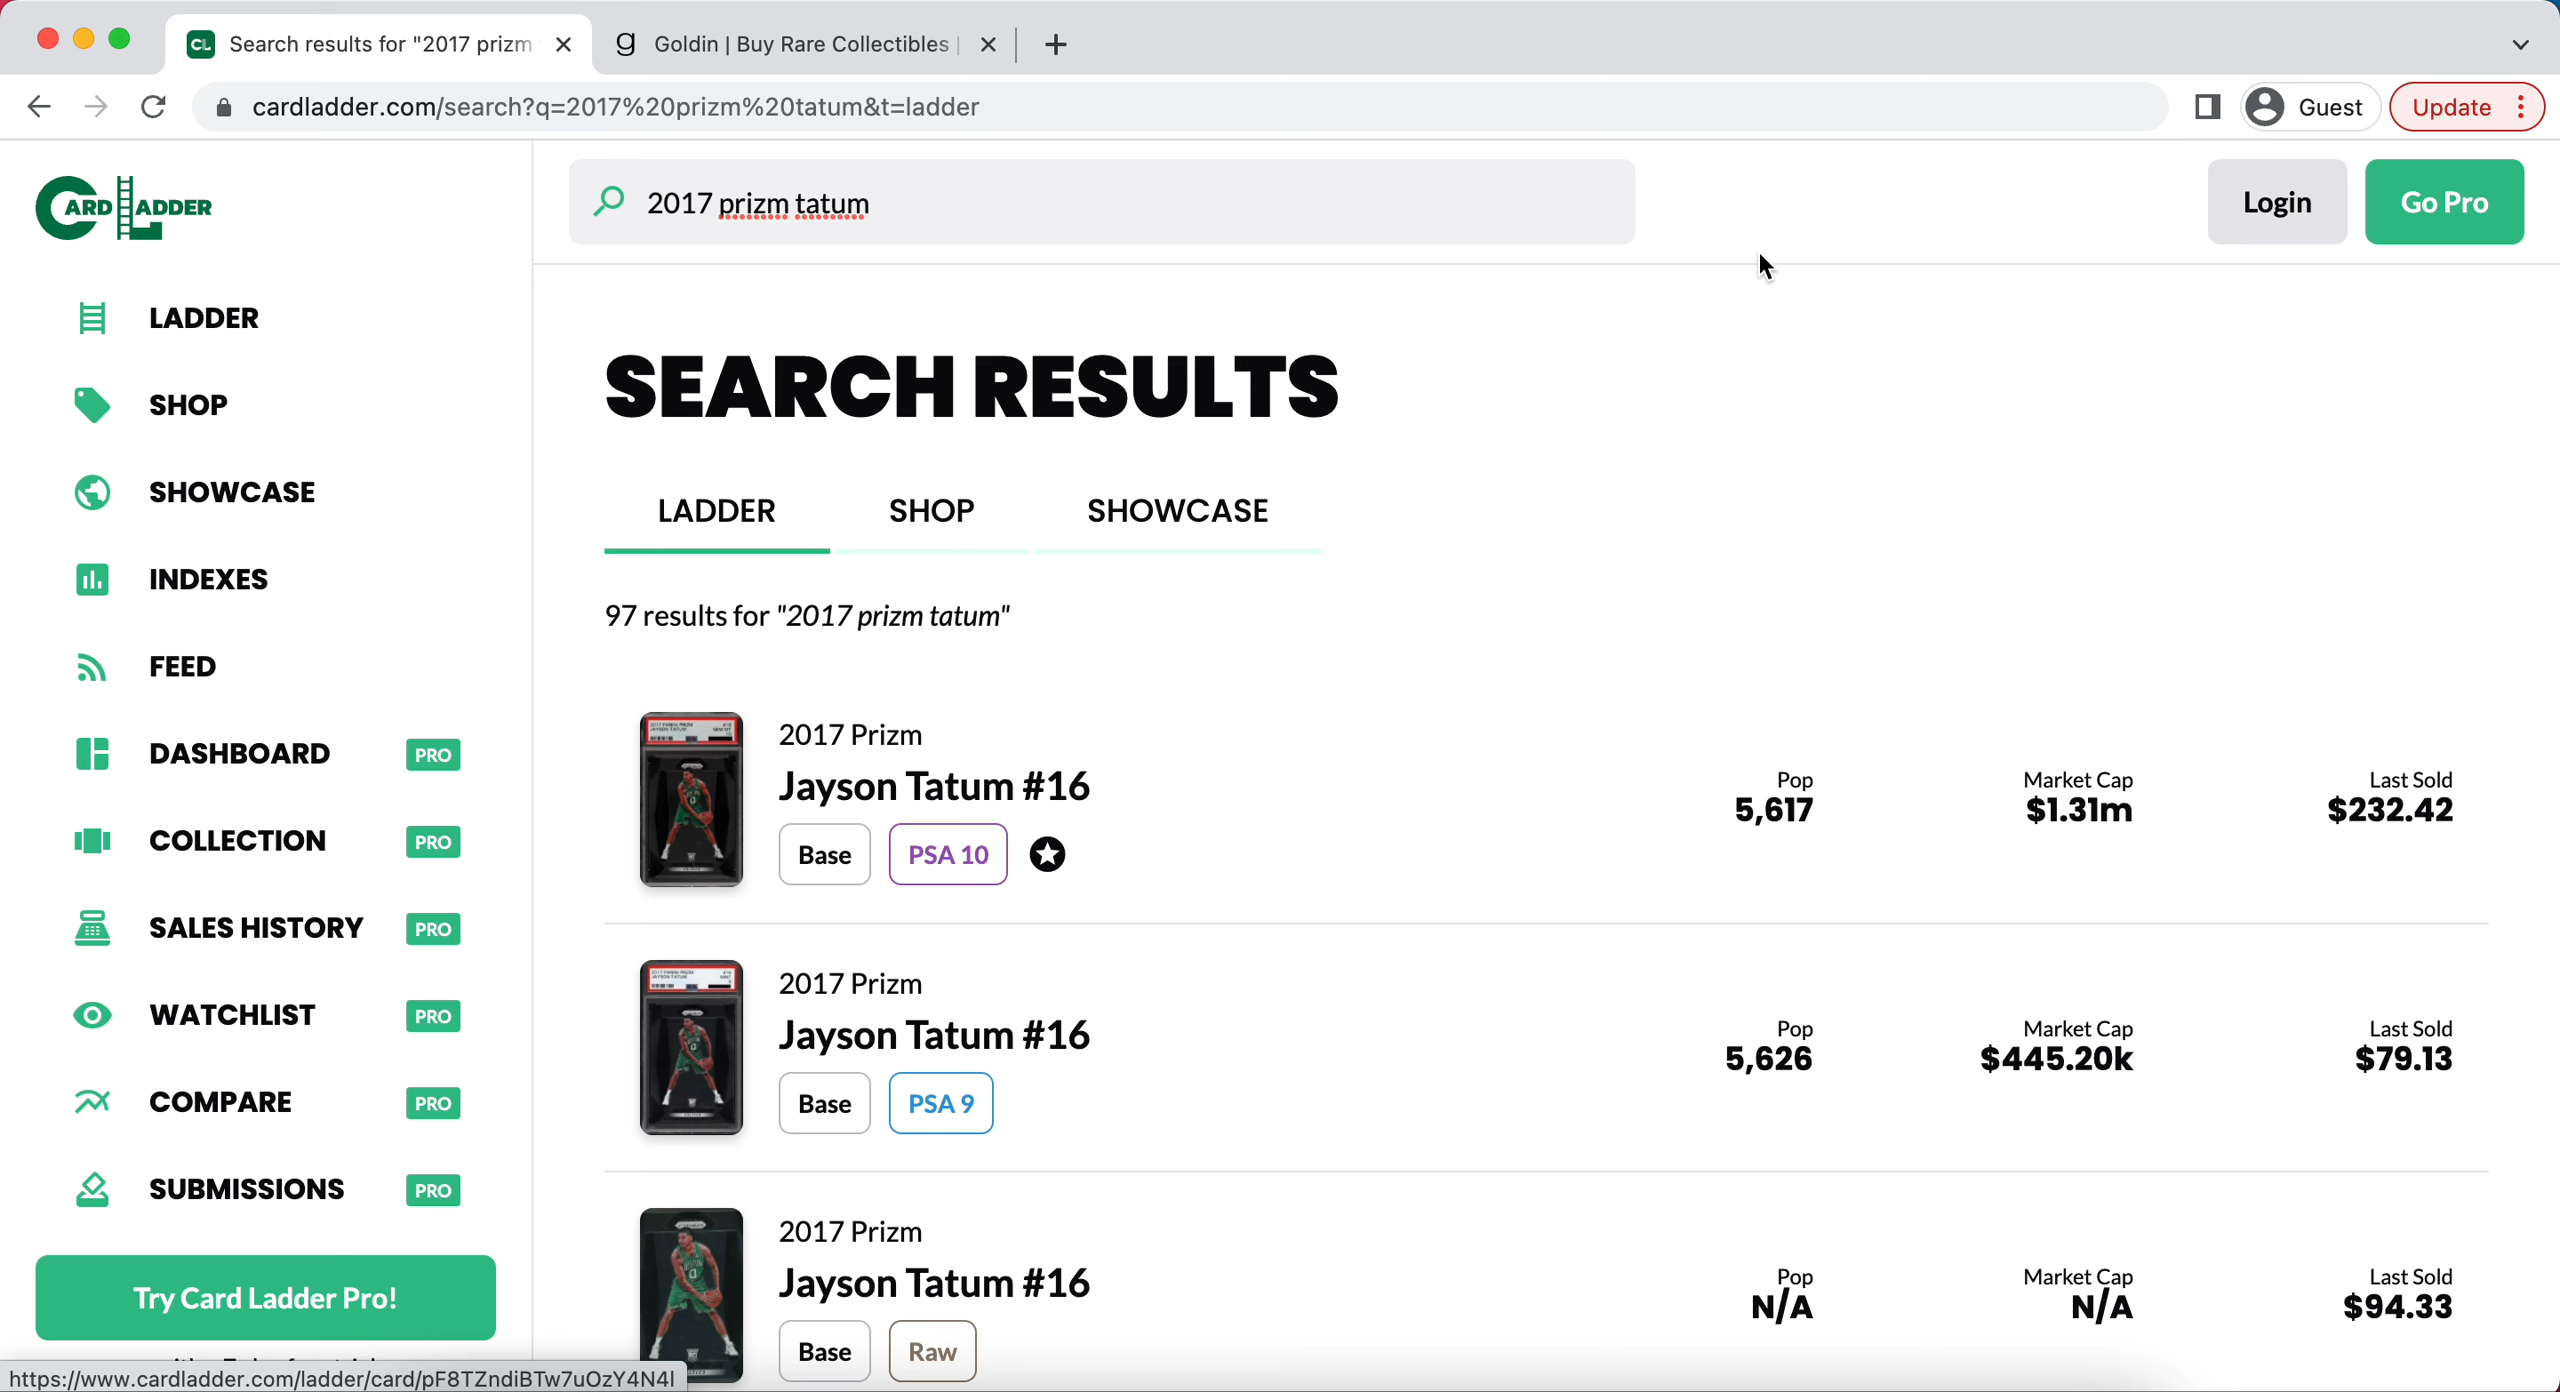 Search results for "2017 prizm
Goldin | Buy Rare Collectibles |
cardladder.com/search?q=2017%20prizm%20tatum&t=ladder
Guest
Update
CARD LADDER
2017 prizm tatum
Login
Go Pro
LADDER
SHOP
SHOWCASE
INDEXES
FEED
DASHBOARD PRO
COLLECTION PRO
SALES HISTORY PRO
WATCHLIST PRO
COMPARE PRO
SUBMISSIONS PRO
Try Card Ladder Pro!
SEARCH RESULTS
LADDER SHOP SHOWCASE
97 results for "2017 prizm tatum"
2017 Prizm
Jayson Tatum #16
Base PSA 10
Pop
5,617
Market Cap
$1.31m
Last Sold
$232.42
2017 Prizm
Jayson Tatum #16
Base PSA 9
Pop
5,626
Market Cap
$445.20k
Last Sold
$79.13
2017 Prizm
Jayson Tatum #16
Base Raw
Pop
N/A
Market Cap
N/A
Last Sold
$94.33
https://www.cardladder.com/ladder/card/pF8TZndiBTw7uOzY4N4I